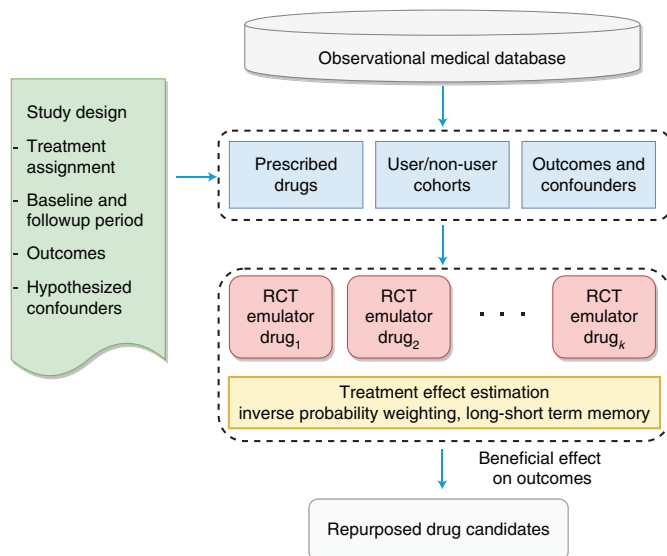 Observational medical database
Study design
- Treatment
assignment
- Baseline and
followup period
- Outcomes
- Hypothesized
confounders
Prescribed
drugs
User/non-user
cohorts
Outcomes and
confounders
RCT
emulator
drug₁
RCT
emulator
drug₂
· · ·
RCT
emulator
drugₖ
Treatment effect estimation
inverse probability weighting, long-short term memory
Beneficial effect
on outcomes
Repurposed drug candidates